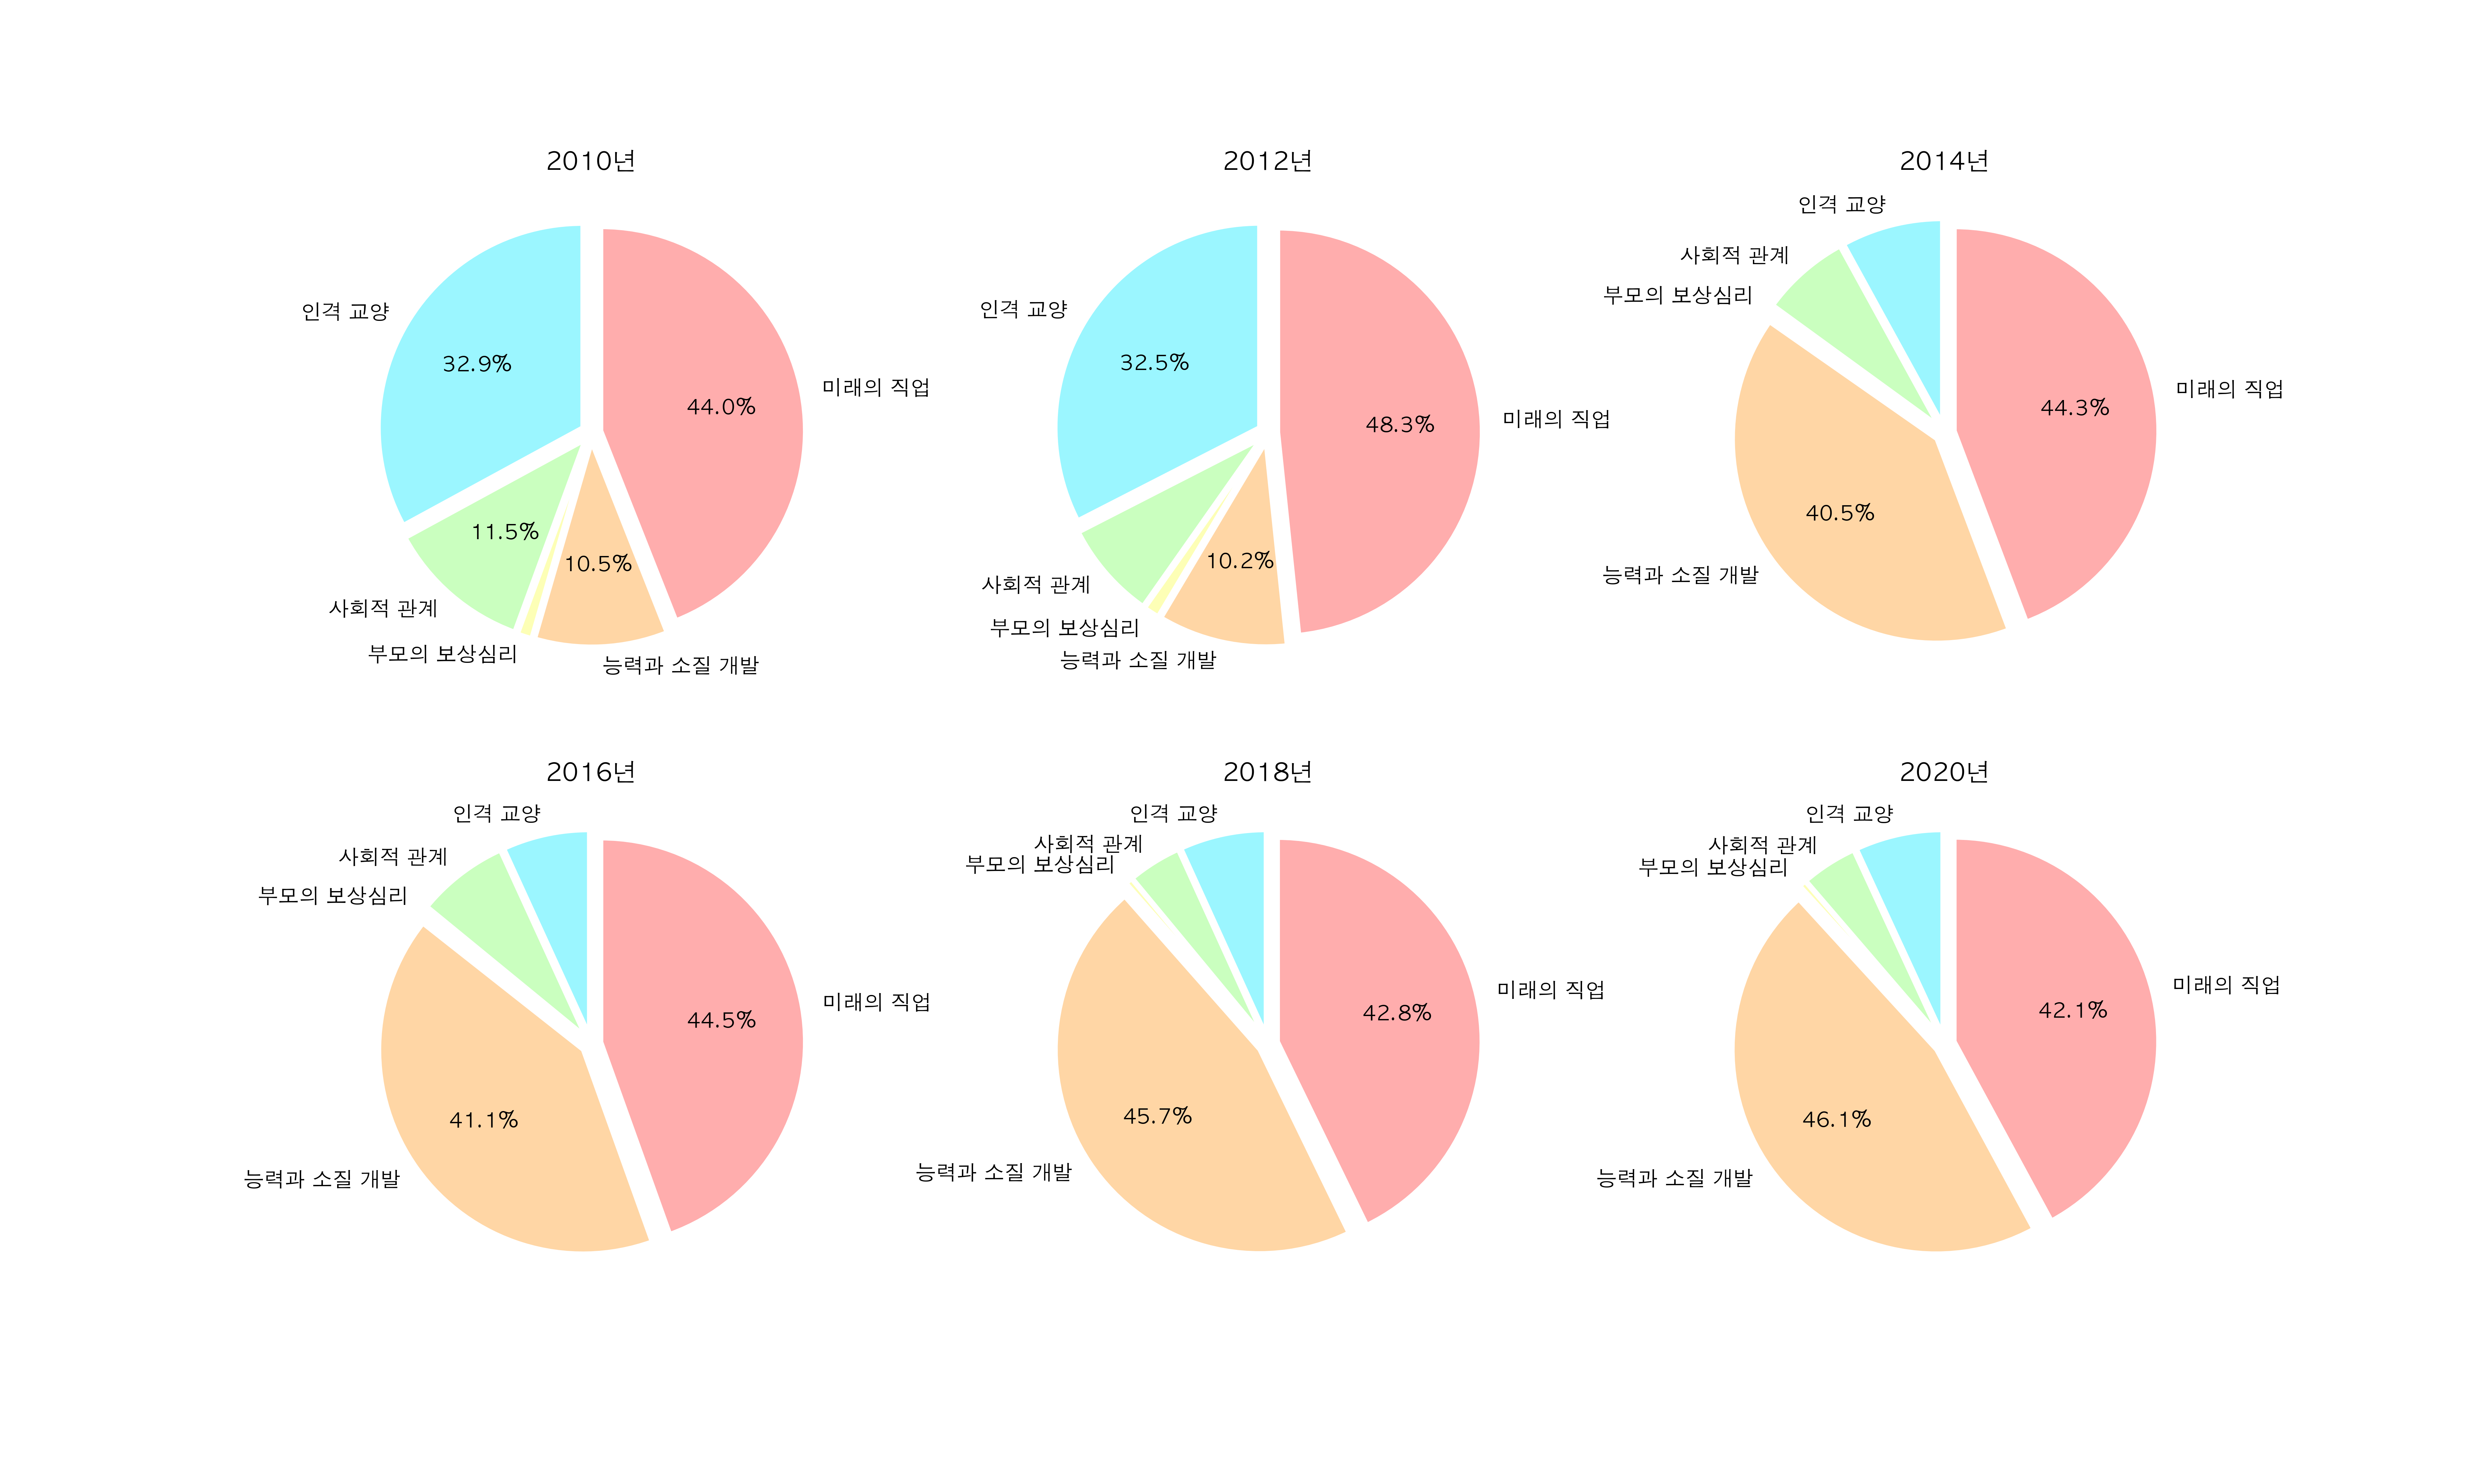 2010년
인격 교양
32.9%
44.0%
미래의 직업
11.5%
10.5%
사회적 관계
부모의 보상심리
능력과 소질 개발
2012년
인격 교양
32.5%
48.3%
미래의 직업
10.2%
사회적 관계
부모의 보상심리
능력과 소질 개발
2014년
인격 교양
사회적 관계
부모의 보상심리
44.3%
미래의 직업
40.5%
능력과 소질 개발
2016년
인격 교양
사회적 관계
부모의 보상심리
44.5%
미래의 직업
41.1%
능력과 소질 개발
2018년
인격 교양
사회적 관계
부모의 보상심리
42.8%
미래의 직업
45.7%
능력과 소질 개발
2020년
인격 교양
사회적 관계
부모의 보상심리
42.1%
미래의 직업
46.1%
능력과 소질 개발